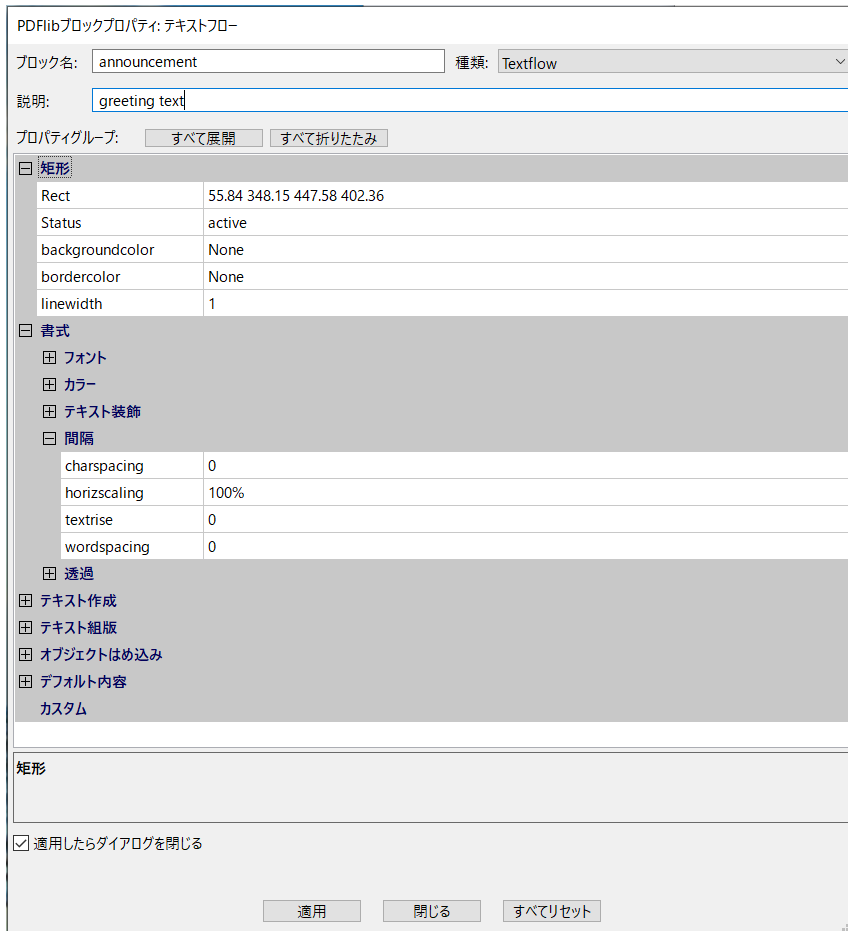 PDFlibブロックプロパティ: テキストフロー
ブロック名: announcement 種類: Textflow
説明: greeting text
プロパティグループ: すべて展開 すべて折りたたみ
矩形
Rect 55.84 348.15 447.58 402.36
Status active
backgroundcolor None
bordercolor None
linewidth 1
書式
フォント
カラー
テキスト装飾
間隔
charspacing 0
horizscaling 100%
textrise 0
wordspacing 0
透過
テキスト作成
テキスト組版
オブジェクトはめ込み
デフォルト内容
カスタム
矩形
適用したらダイアログを閉じる
適用 閉じる すべてリセット